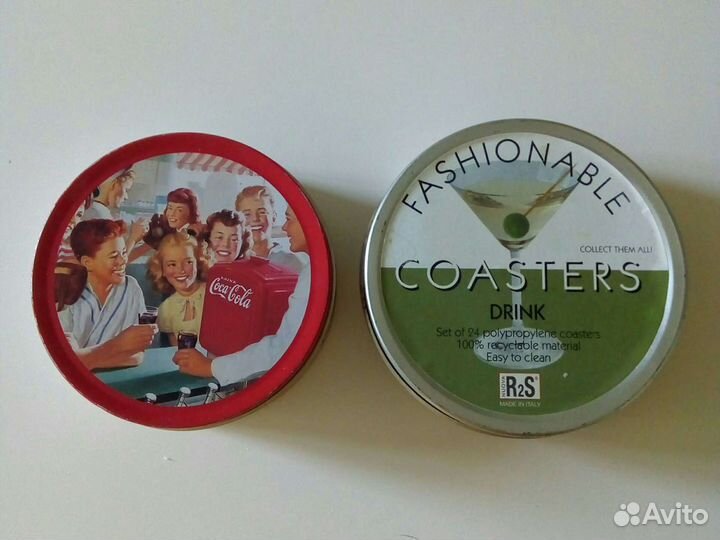 DRINK
Coca-Cola
FASHIONABLE
COLLECT THEM ALL!
COASTERS
DRINK
Set of 24 polypropylene coasters
100% recyclable material
Easy to clean
R2S®
MADE IN ITALY
Avito